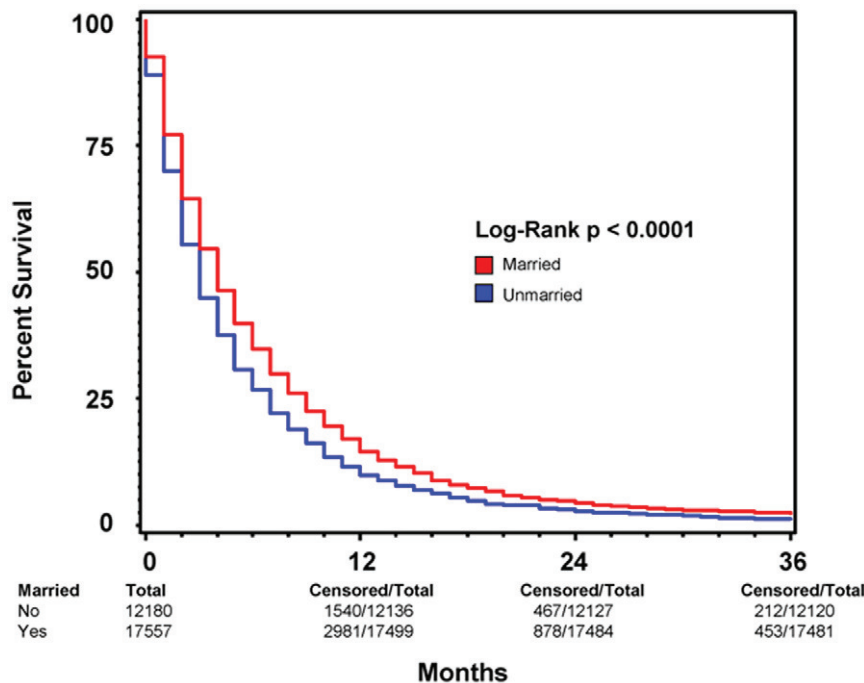 100
75
50
25
0
Percent Survival
Log-Rank p < 0.0001
Married
Unmarried
0 12 24 36
Married Total Censored/Total Censored/Total Censored/Total
No 12180 1540/12136 467/12127 212/12120
Yes 17557 2981/17499 878/17484 453/17481
Months